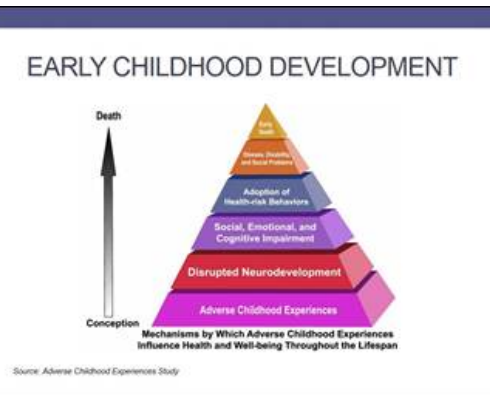 EARLY CHILDHOOD DEVELOPMENT
Death
Early
Death
Disease, Disability,
and Social Problems
Adoption of
Health-risk Behaviors
Social, Emotional, and
Cognitive Impairment
Disrupted Neurodevelopment
Adverse Childhood Experiences
Conception
Mechanisms by Which Adverse Childhood Experiences
Influence Health and Well-being Throughout the Lifespan
Source: Adverse Childhood Experiences Study